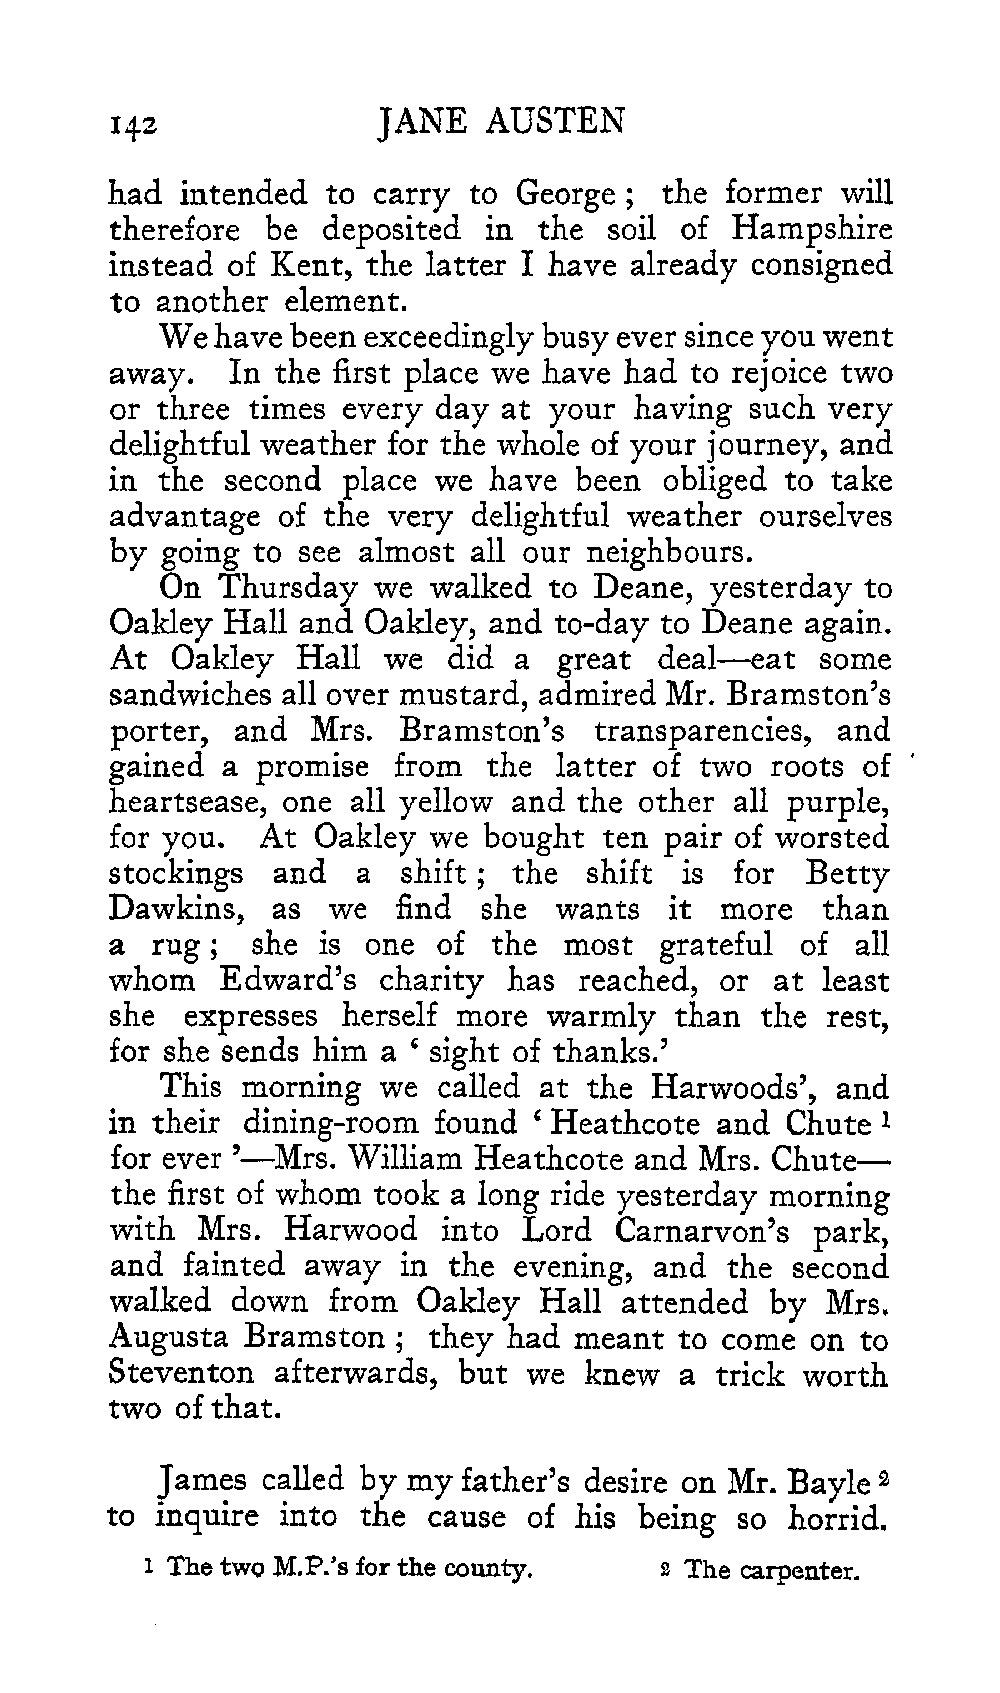 142 JANE AUSTEN
had intended to carry to George ; the former will
therefore be deposited in the soil of Hampshire
instead of Kent, the latter I have already consigned
to another element.
We have been exceedingly busy ever since you went
away. In the first place we have had to rejoice two
or three times every day at your having such very
delightful weather for the whole of your journey, and
in the second place we have been obliged to take
advantage of the very delightful weather ourselves
by going to see almost all our neighbours.
On Thursday we walked to Deane, yesterday to
Oakley Hall and Oakley, and to-day to Deane again.
At Oakley Hall we did a great deal—eat some
sandwiches all over mustard, admired Mr. Bramston's
porter, and Mrs. Bramston's transparencies, and
gained a promise from the latter of two roots of
heartsease, one all yellow and the other all purple,
for you. At Oakley we bought ten pair of worsted
stockings and a shift ; the shift is for Betty
Dawkins, as we find she wants it more than
a rug ; she is one of the most grateful of all
whom Edward's charity has reached, or at least
she expresses herself more warmly than the rest,
for she sends him a ‘ sight of thanks.’
This morning we called at the Harwoods', and
in their dining-room found ‘ Heathcote and Chute ¹
for ever ’—Mrs. William Heathcote and Mrs. Chute—
the first of whom took a long ride yesterday morning
with Mrs. Harwood into Lord Carnarvon's park,
and fainted away in the evening, and the second
walked down from Oakley Hall attended by Mrs.
Augusta Bramston ; they had meant to come on to
Steventon afterwards, but we knew a trick worth
two of that.
James called by my father's desire on Mr. Bayle ²
to inquire into the cause of his being so horrid.
1 The two M.P.'s for the county. 2 The carpenter.